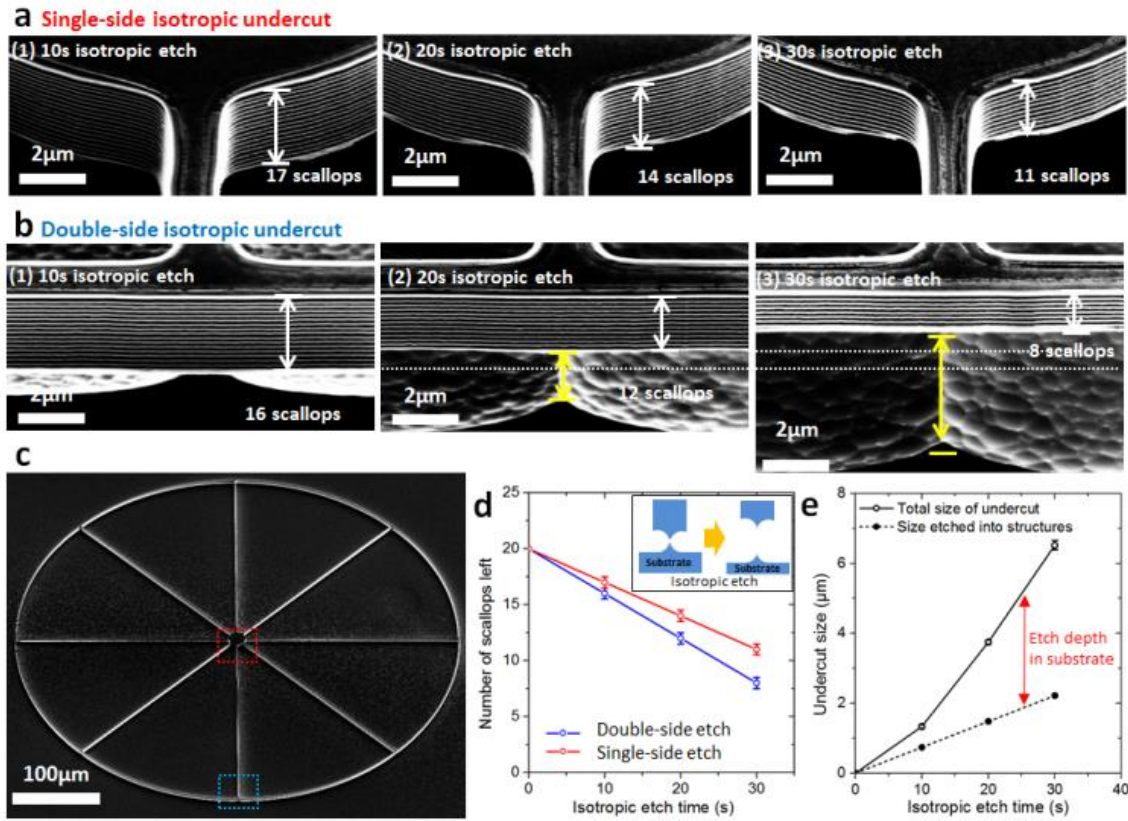 a Single-side isotropic undercut
(1) 10s isotropic etch
2μm
17 scallops
(2) 20s isotropic etch
2μm
14 scallops
(3) 30s isotropic etch
2μm
11 scallops
b Double-side isotropic undercut
(1) 10s isotropic etch
2μm
16 scallops
(2) 20s isotropic etch
2μm
12 scallops
(3) 30s isotropic etch
8 scallops
2μm
c
100μm
d
Number of scallops left
25
20
15
10
5
0
Substrate
Substrate
Isotropic etch
Double-side etch
Single-side etch
0 10 20 30
Isotropic etch time (s)
e
Undercut size (μm)
8
6
4
2
0
Total size of undercut
Size etched into structures
Etch depth
in substrate
0 10 20 30 40
Isotropic etch time (s)